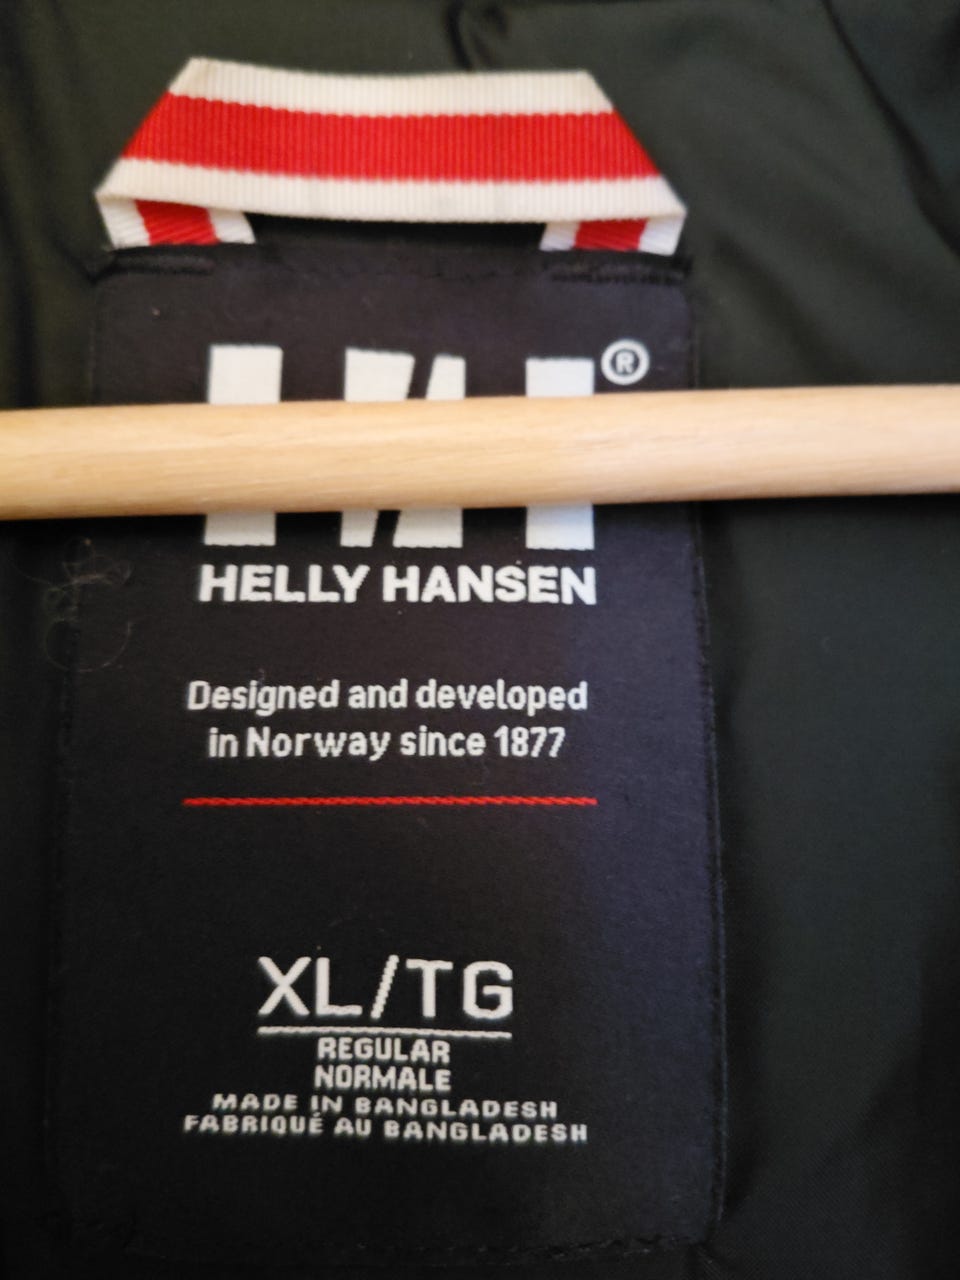 ®
HELLY HANSEN
Designed and developed
in Norway since 1877
XL/TG
REGULAR
NORMALE
MADE IN BANGLADESH
FABRIQUÉ AU BANGLADESH